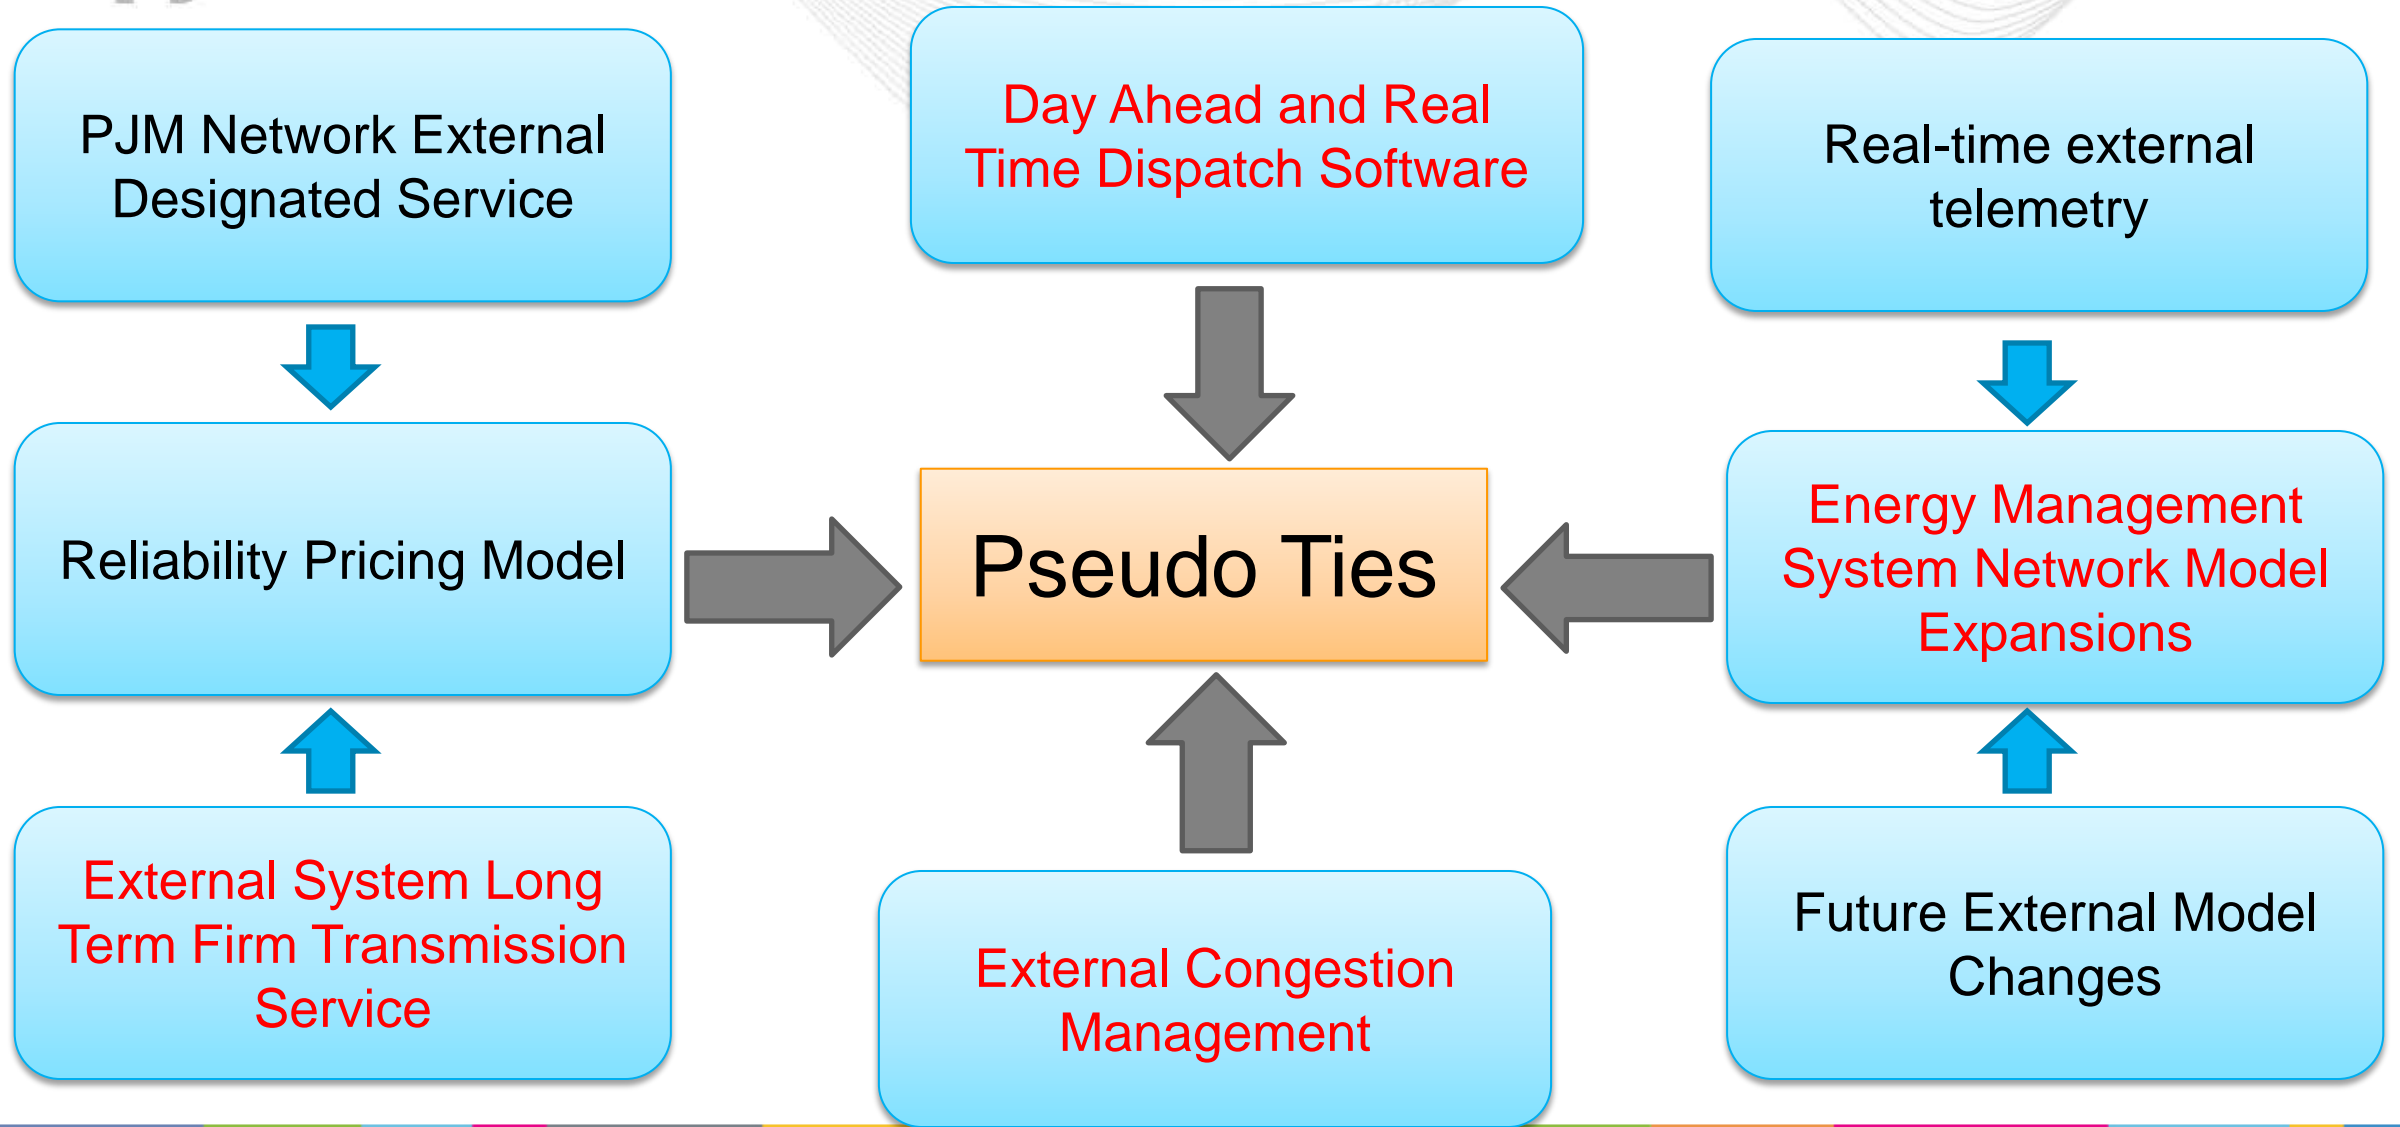 PJM Network External
Designated Service
Day Ahead and Real
Time Dispatch Software
Real-time external
telemetry
Reliability Pricing Model
Pseudo Ties
Energy Management
System Network Model
Expansions
External System Long
Term Firm Transmission
Service
External Congestion
Management
Future External Model
Changes